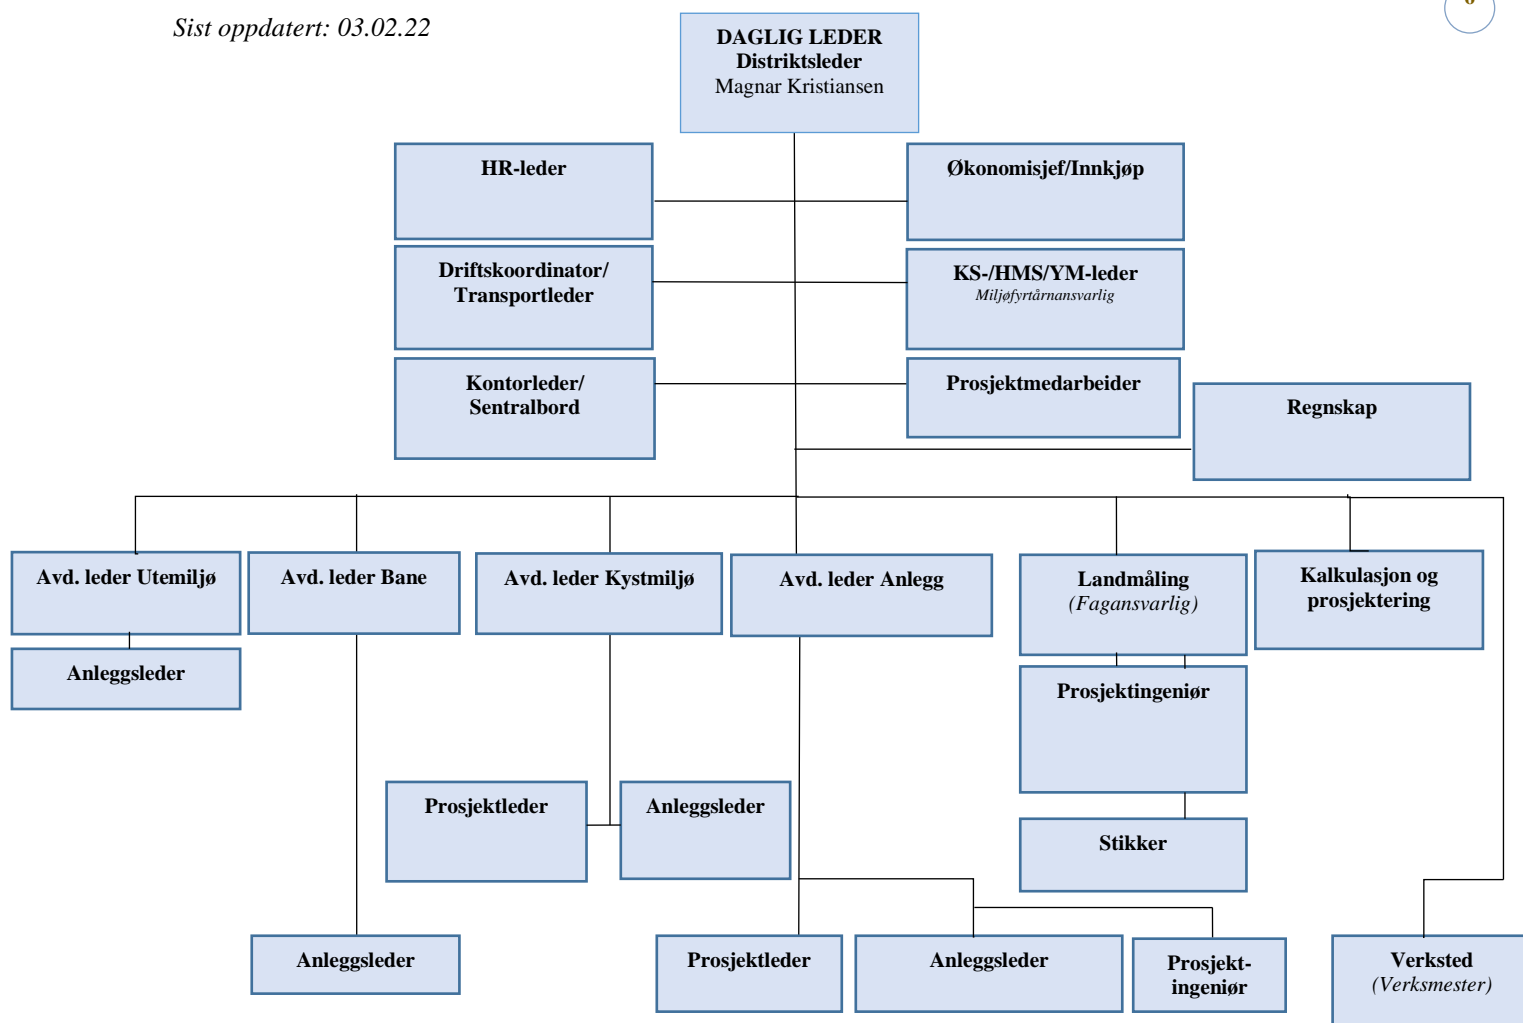 Sist oppdatert: 03.02.22
DAGLIG LEDER
Distriktsleder
Magnar Kristiansen
HR-leder
Økonomisjef/Innkjøp
Driftskoordinator/
Transportleder
KS-/HMS/YM-leder
Miljøfyrtårnansvarlig
Kontorleder/
Sentralbord
Prosjektmedarbeider
Regnskap
Avd. leder Utemiljø
Avd. leder Bane
Avd. leder Kystmiljø
Avd. leder Anlegg
Landmåling
(Fagansvarlig)
Kalkulasjon og
prosjektering
Anleggsleder
Prosjektingeniør
Prosjektleder
Anleggsleder
Stikker
Anleggsleder
Prosjektleder
Anleggsleder
Prosjekt-
ingeniør
Verksted
(Verksmester)